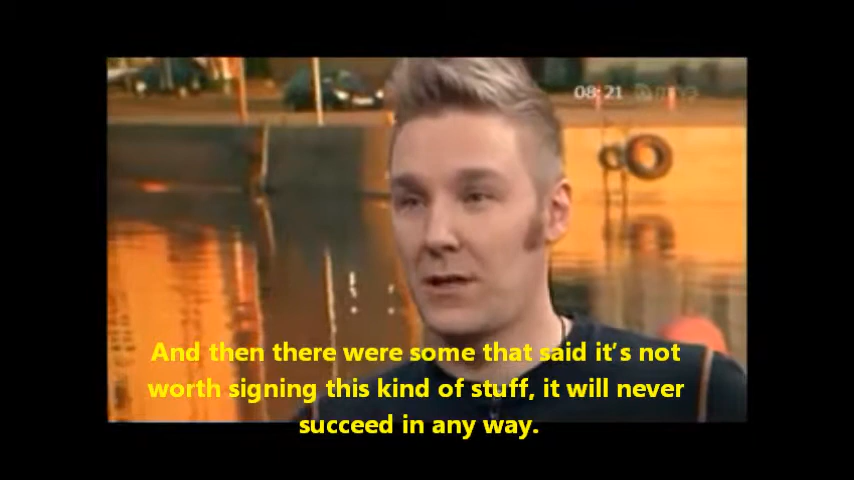 08:21
And then there were some that said it's not
worth signing this kind of stuff, it will never
succeed in any way.